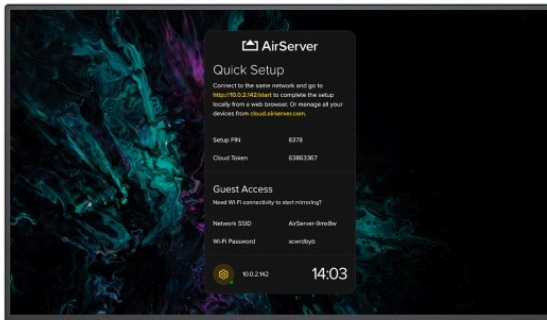 AirServer
Quick Setup
Connect to the same network and go to
http://10.0.2.142/start to complete the setup
locally from a web browser. Or manage all your
devices from cloud.airserver.com.
Setup PIN 8378
Cloud Token 63863367
Guest Access
Need Wi-Fi connectivity to start mirroring?
Network SSID AirServer-9mx8w
Wi-Fi Password xcwrdbyb
10.0.2.142 14:03